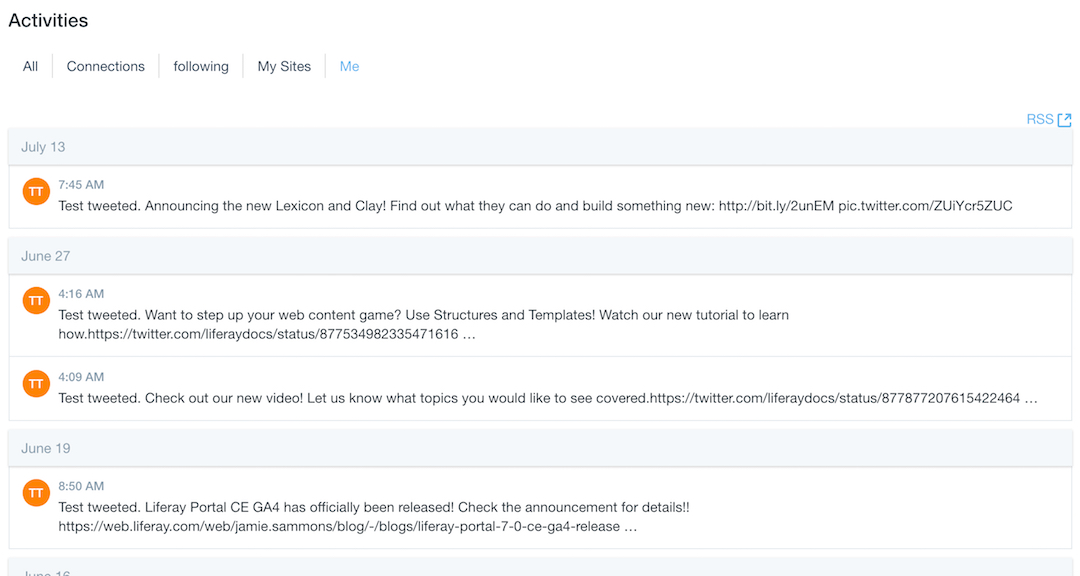 Activities
All
Connections
following
My Sites
Me
RSS
July 13
TT
7:45 AM
Test tweeted. Announcing the new Lexicon and Clay! Find out what they can do and build something new: http://bit.ly/2unEM pic.twitter.com/ZUiYcr5ZUC
June 27
TT
4:16 AM
Test tweeted. Want to step up your web content game? Use Structures and Templates! Watch our new tutorial to learn
how.https://twitter.com/liferaydocs/status/877534982335471616 …
TT
4:09 AM
Test tweeted. Check out our new video! Let us know what topics you would like to see covered.https://twitter.com/liferaydocs/status/877877207615422464 …
June 19
TT
8:50 AM
Test tweeted. Liferay Portal CE GA4 has officially been released! Check the announcement for details!!
https://web.liferay.com/web/jamie.sammons/blog/-/blogs/liferay-portal-7-0-ce-ga4-release …
June 16